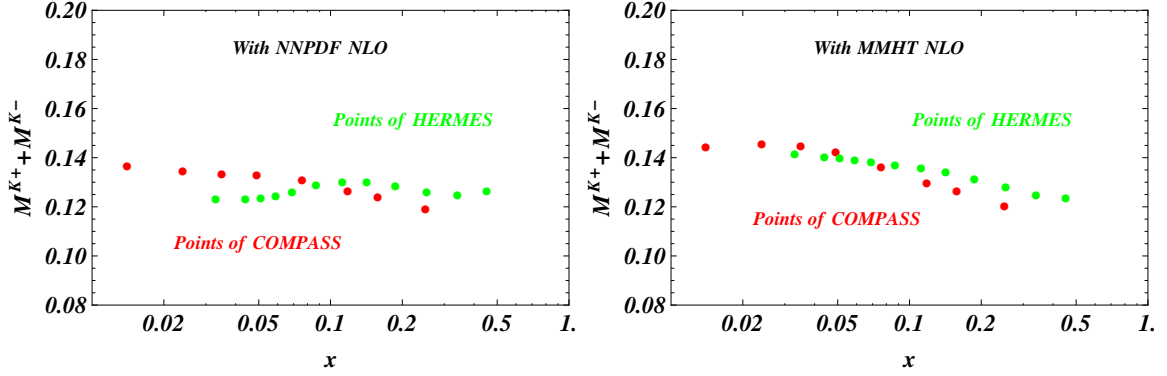 0.20
0.18
0.16
0.14
0.12
0.10
0.08
M^{K+}+M^{K-}
With NNPDF NLO
Points of HERMES
Points of COMPASS
0.02 0.05 0.1 0.2 0.5 1.
x
0.20
0.18
0.16
0.14
0.12
0.10
0.08
M^{K+}+M^{K-}
With MMHT NLO
Points of HERMES
Points of COMPASS
0.02 0.05 0.1 0.2 0.5 1.
x